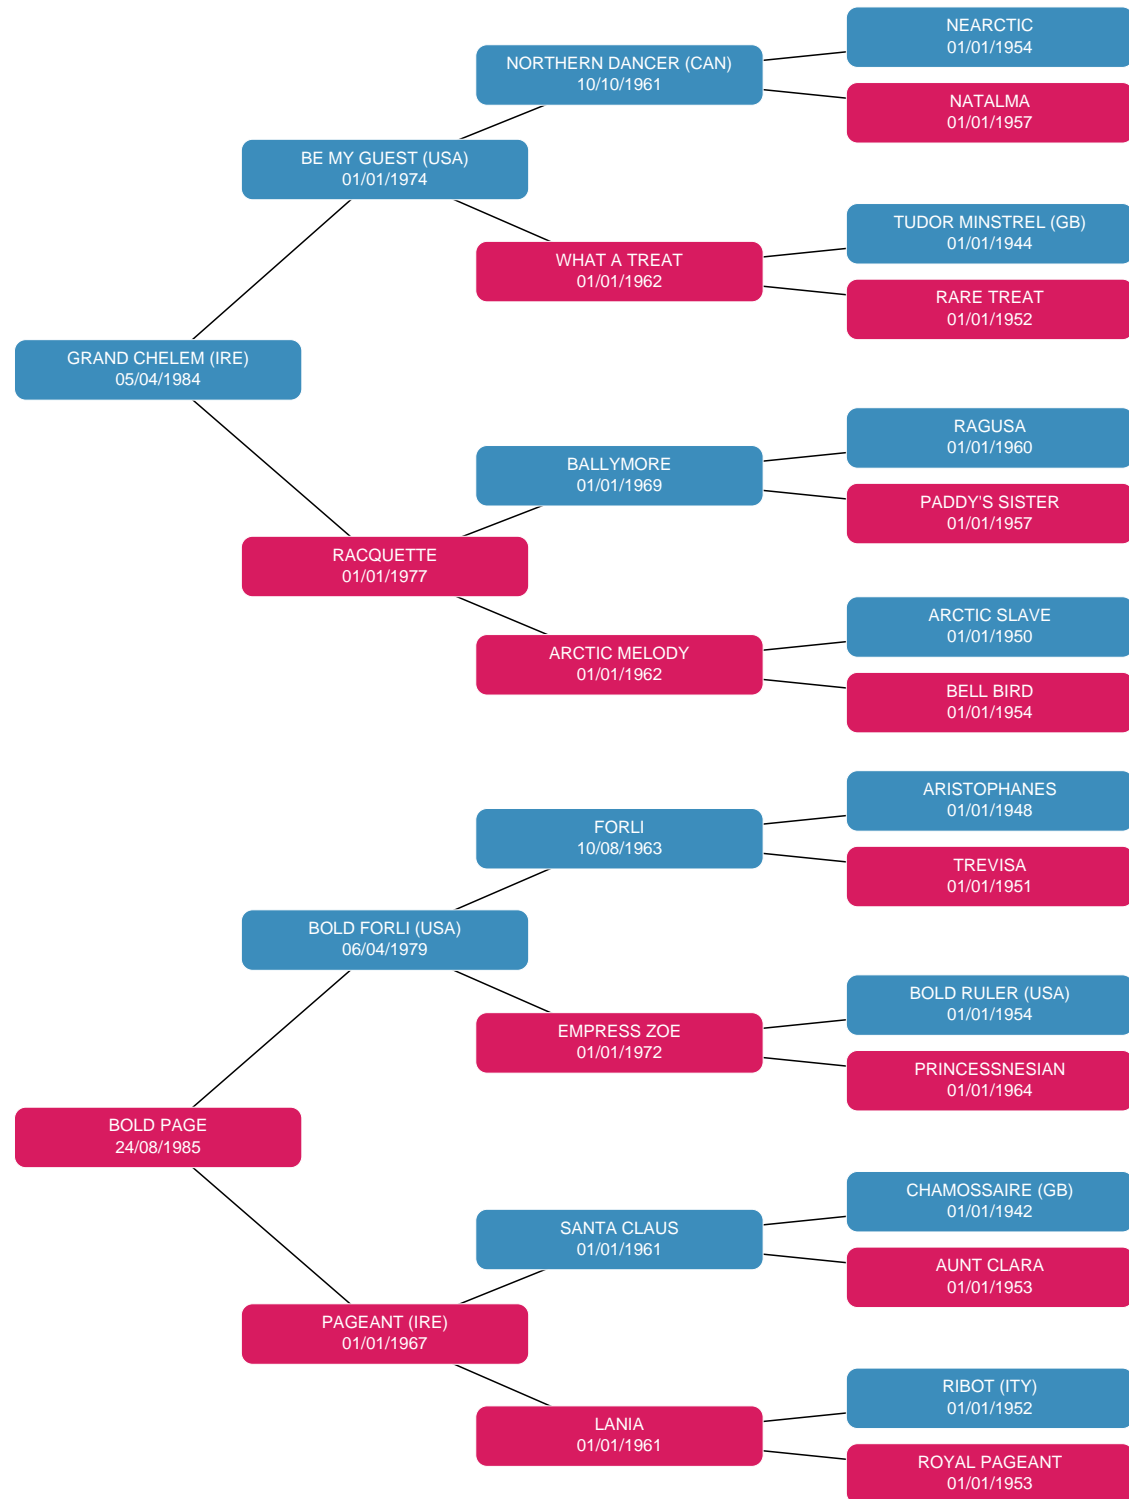 NEARCTIC
01/01/1954
NORTHERN DANCER (CAN)
10/10/1961
NATALMA
01/01/1957
BE MY GUEST (USA)
01/01/1974
TUDOR MINSTREL (GB)
01/01/1944
WHAT A TREAT
01/01/1962
RARE TREAT
01/01/1952
GRAND CHELEM (IRE)
05/04/1984
RAGUSA
01/01/1960
BALLYMORE
01/01/1969
PADDY'S SISTER
01/01/1957
RACQUETTE
01/01/1977
ARCTIC SLAVE
01/01/1950
ARCTIC MELODY
01/01/1962
BELL BIRD
01/01/1954
ARISTOPHANES
01/01/1948
FORLI
10/08/1963
TREVISA
01/01/1951
BOLD FORLI (USA)
06/04/1979
BOLD RULER (USA)
01/01/1954
EMPRESS ZOE
01/01/1972
PRINCESSNESIAN
01/01/1964
BOLD PAGE
24/08/1985
CHAMOSSAIRE (GB)
01/01/1942
SANTA CLAUS
01/01/1961
AUNT CLARA
01/01/1953
PAGEANT (IRE)
01/01/1967
RIBOT (ITY)
01/01/1952
LANIA
01/01/1961
ROYAL PAGEANT
01/01/1953